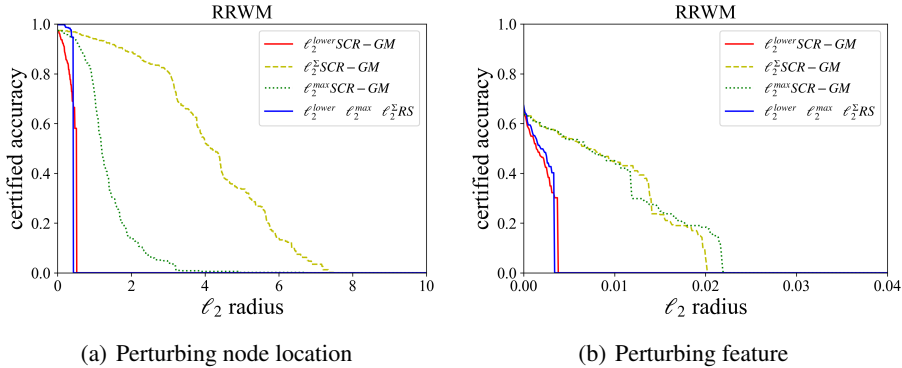 RRWM
certified accuracy
1.0
0.8
0.6
0.4
0.2
0.0
ℓ₂^lower SCR−GM
ℓ₂^Σ SCR−GM
ℓ₂^max SCR−GM
ℓ₂^lower ℓ₂^max ℓ₂^Σ RS
0 2 4 6 8 10
ℓ₂ radius
(a) Perturbing node location
RRWM
certified accuracy
1.0
0.8
0.6
0.4
0.2
0.0
ℓ₂^lower SCR−GM
ℓ₂^Σ SCR−GM
ℓ₂^max SCR−GM
ℓ₂^lower ℓ₂^max ℓ₂^Σ RS
0.00 0.01 0.02 0.03 0.04
ℓ₂ radius
(b) Perturbing feature